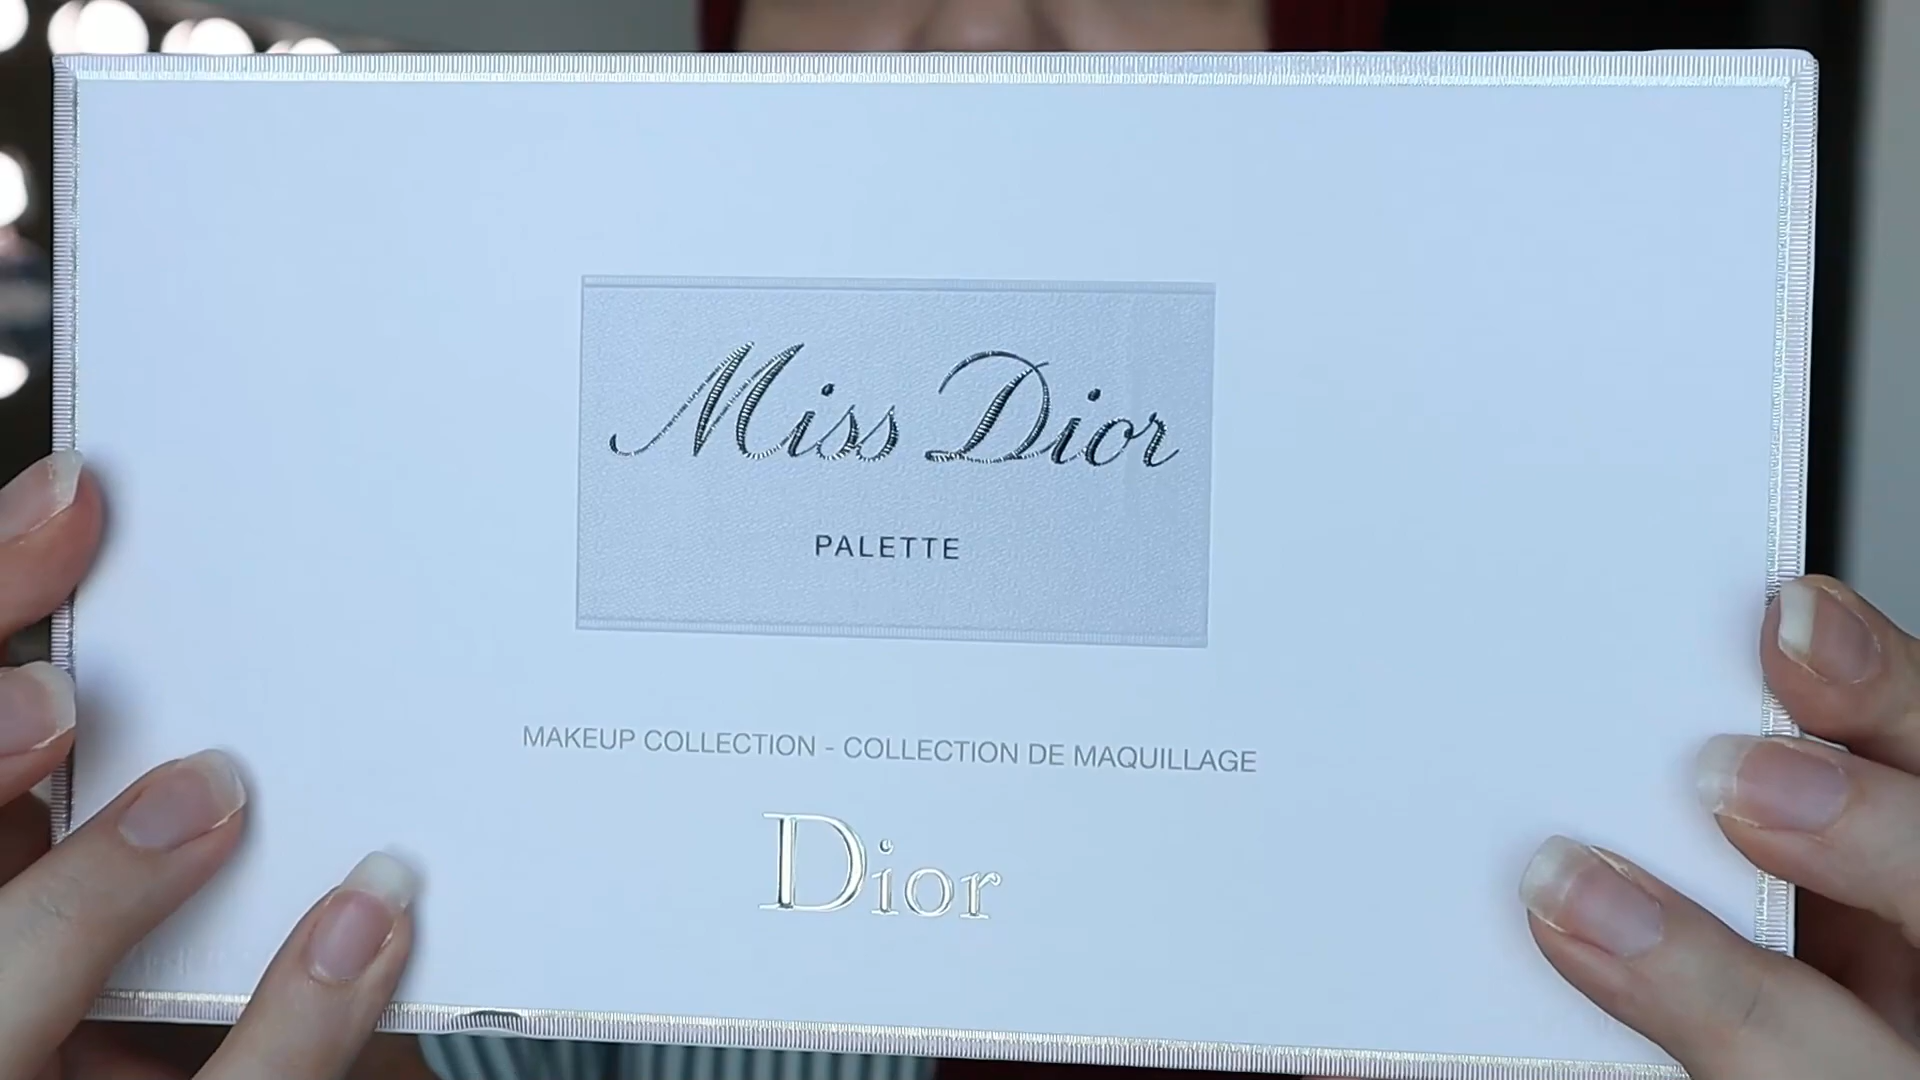 Miss Dior
PALETTE
MAKEUP COLLECTION - COLLECTION DE MAQUILLAGE
Dior